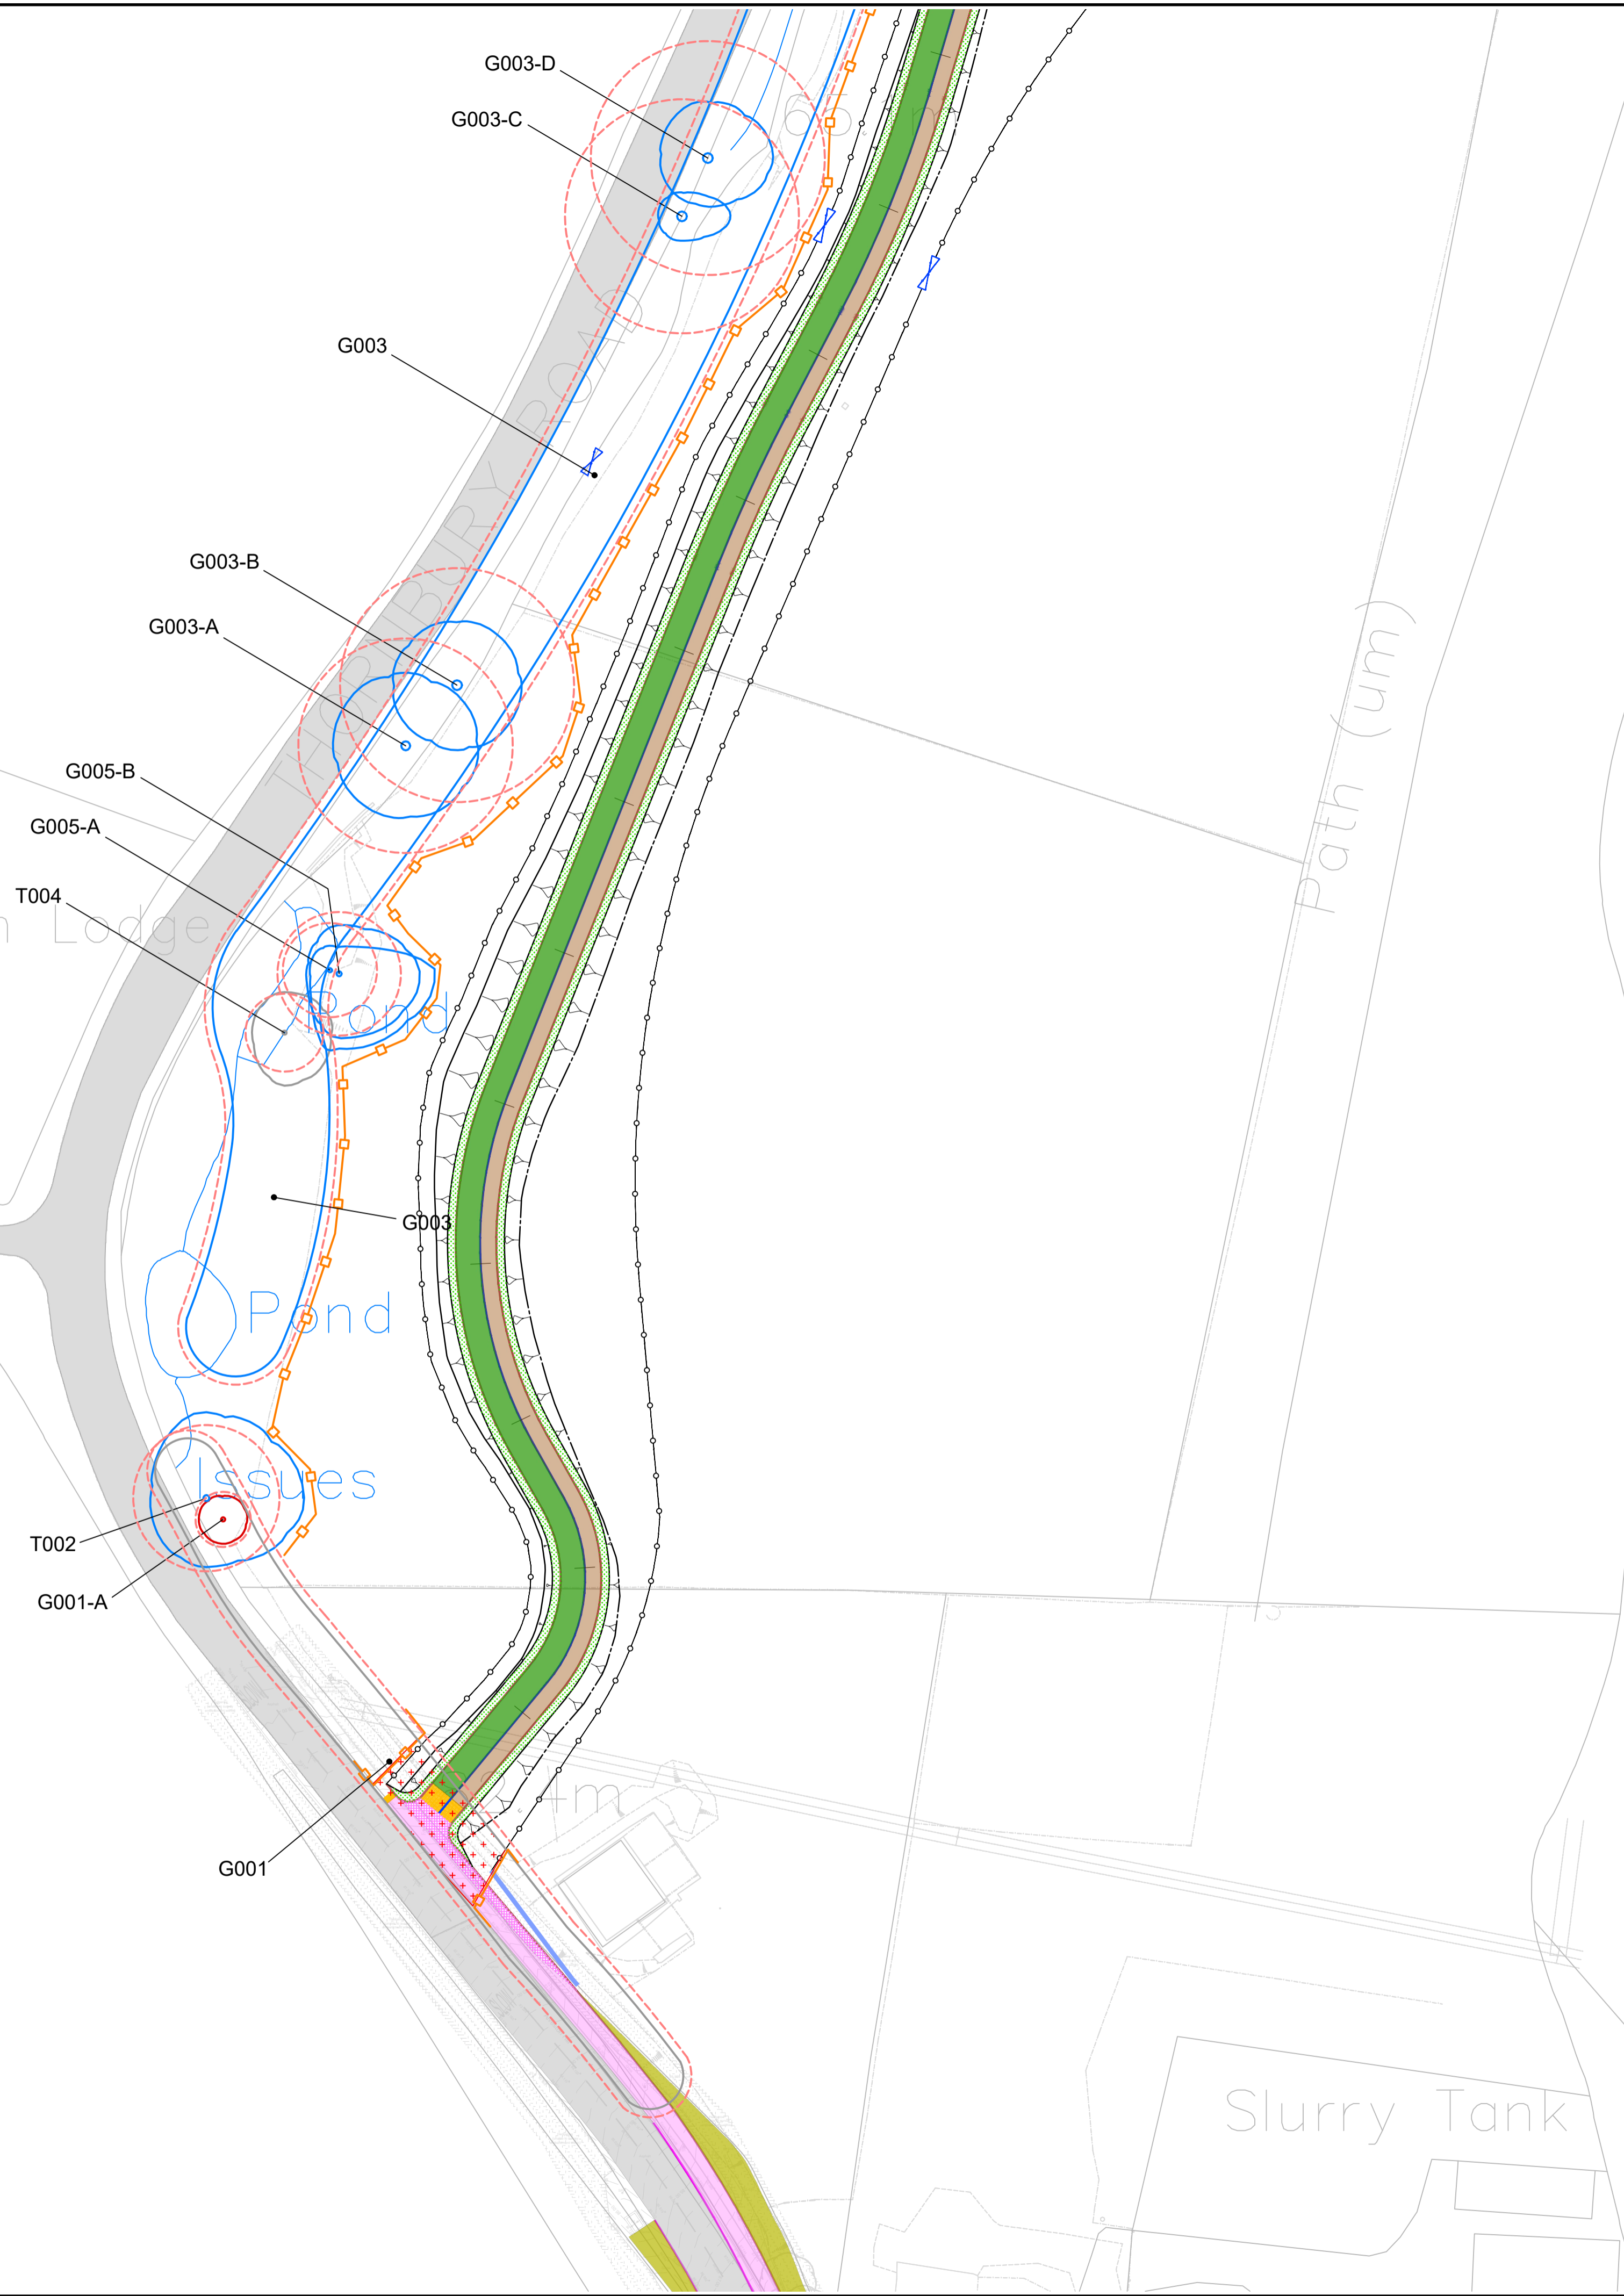 G003-D
G003-C
G003
THORNBURY ROAD
G003-B
G003-A
Path (um)
G005-B
G005-A
T004
n Lodge
Pond
G003
Pond
Issues
T002
G001-A
G001
Slurry Tank